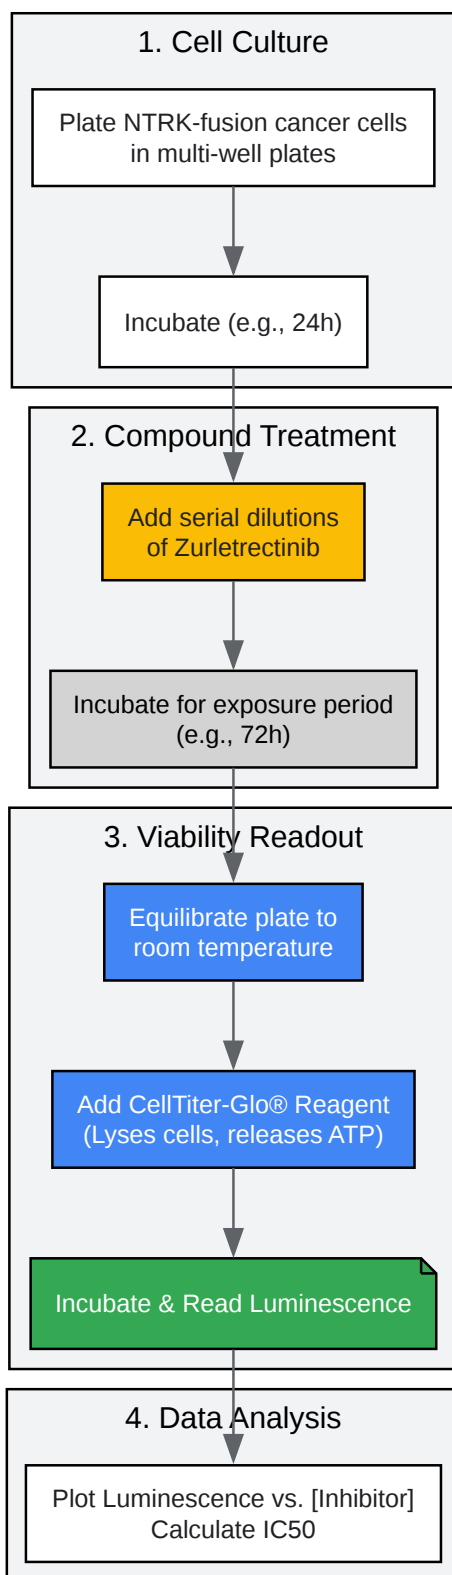 1. Cell Culture
Plate NTRK-fusion cancer cells
in multi-well plates
Incubate (e.g., 24h)
2. Compound Treatment
Add serial dilutions
of Zurletrectinib
Incubate for exposure period
(e.g., 72h)
3. Viability Readout
Equilibrate plate to
room temperature
Add CellTiter-Glo® Reagent
(Lyses cells, releases ATP)
Incubate & Read Luminescence
4. Data Analysis
Plot Luminescence vs. [Inhibitor]
Calculate IC50